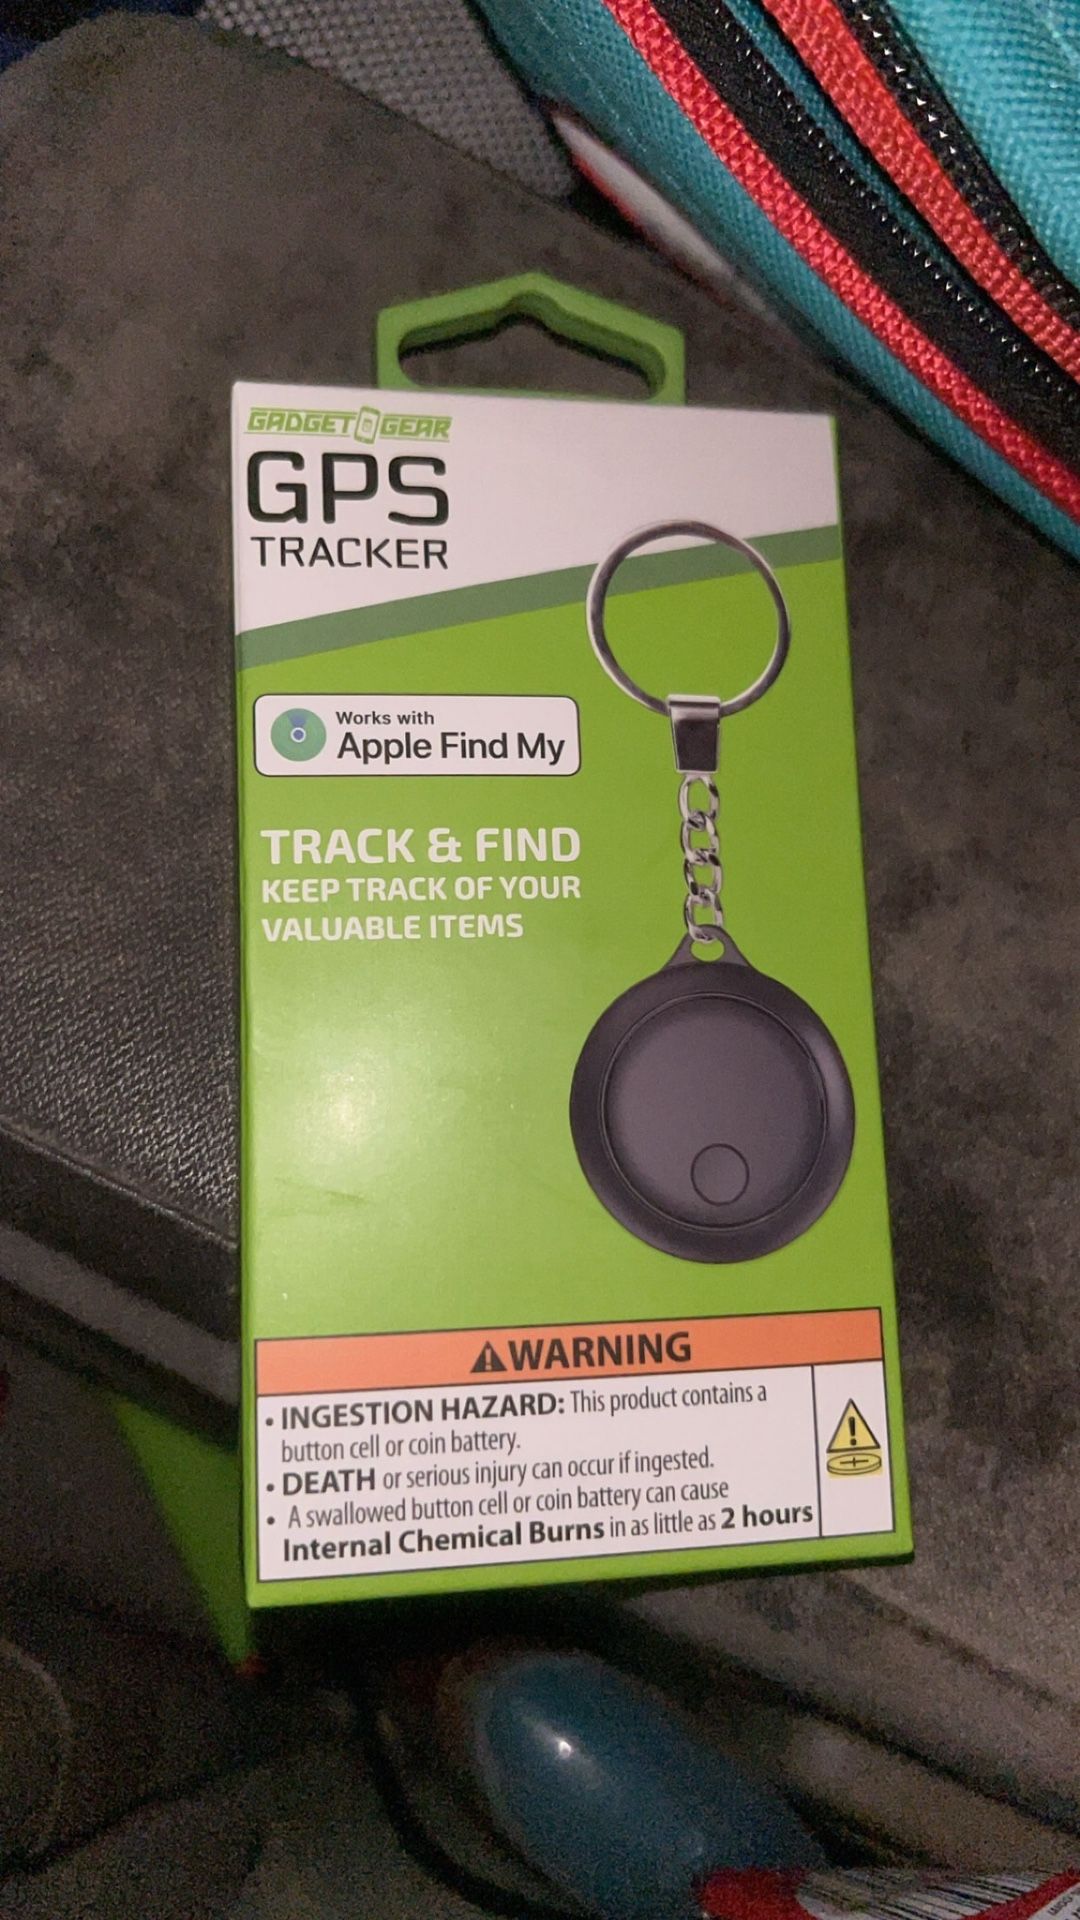 GADGET GEAR
GPS
TRACKER
Works with
Apple Find My
TRACK & FIND
KEEP TRACK OF YOUR
VALUABLE ITEMS
WARNING
• INGESTION HAZARD: This product contains a
button cell or coin battery.
• DEATH or serious injury can occur if ingested.
• A swallowed button cell or coin battery can cause
Internal Chemical Burns in as little as 2 hours